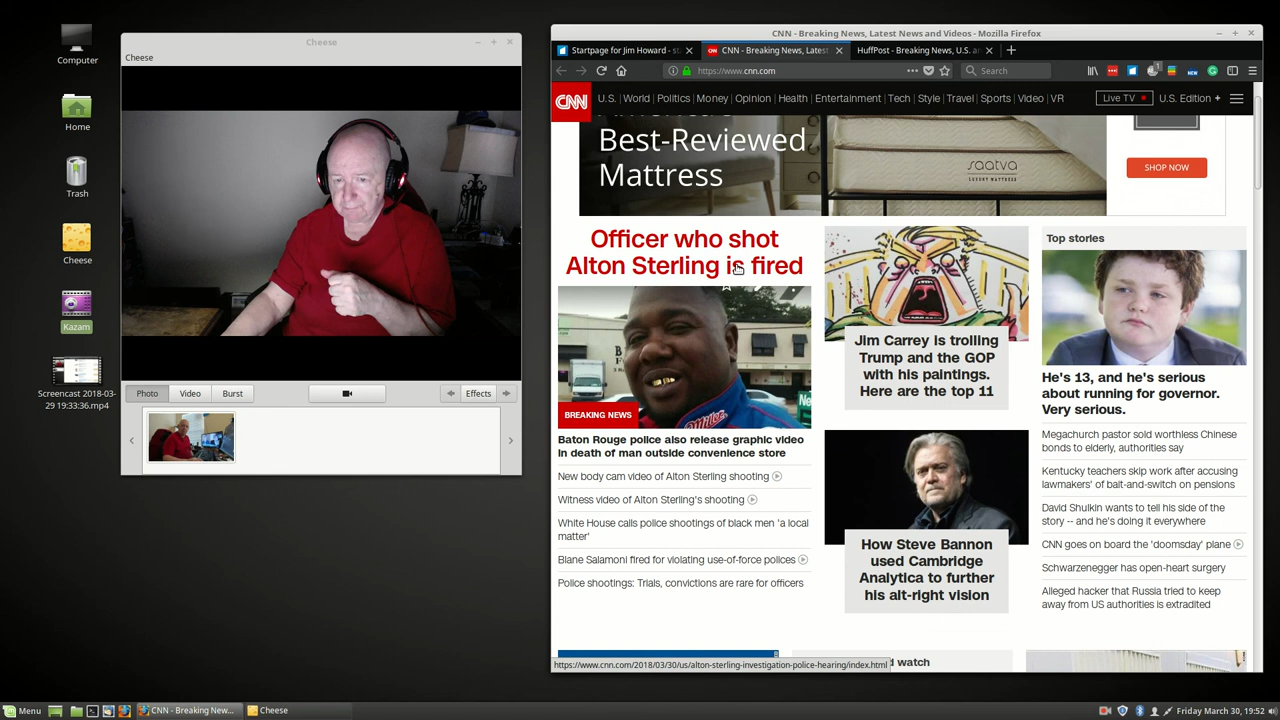 Computer
Home
Trash
Cheese
Kazam
Screencast 2018-03-
29 19:33:36.mp4
Cheese
Cheese
Photo
Video
Burst
Effects
CNN - Breaking News, Latest News and Videos - Mozilla Firefox
Startpage for Jim Howard - st
CNN - Breaking News, Latest
HuffPost - Breaking News, U.S. a
https://www.cnn.com
Search
CNN
U.S. | World | Politics | Money | Opinion | Health | Entertainment | Tech | Style | Travel | Sports | Video | VR
Live TV
U.S. Edition +
Best-Reviewed
Mattress
saatva
LUXURY MATTRESS
SHOP NOW
Officer who shot
Alton Sterling is fired
BREAKING NEWS
Baton Rouge police also release graphic video
in death of man outside convenience store
New body cam video of Alton Sterling shooting
Witness video of Alton Sterling's shooting
White House calls police shootings of black men 'a local
matter'
Blane Salamoni fired for violating use-of-force polices
Police shootings: Trials, convictions are rare for officers
Jim Carrey is trolling
Trump and the GOP
with his paintings.
Here are the top 11
How Steve Bannon
used Cambridge
Analytica to further
his alt-right vision
Top stories
He's 13, and he's serious
about running for governor.
Very serious.
Megachurch pastor sold worthless Chinese
bonds to elderly, authorities say
Kentucky teachers skip work after accusing
lawmakers' of bait-and-switch on pensions
David Shulkin wants to tell his side of the
story -- and he's doing it everywhere
CNN goes on board the 'doomsday' plane
Schwarzenegger has open-heart surgery
Alleged hacker that Russia tried to keep
away from US authorities is extradited
https://www.cnn.com/2018/03/30/us/alton-sterling-investigation-police-hearing/index.html
d watch
Menu
CNN - Breaking New...
Cheese
Friday March 30, 19:52